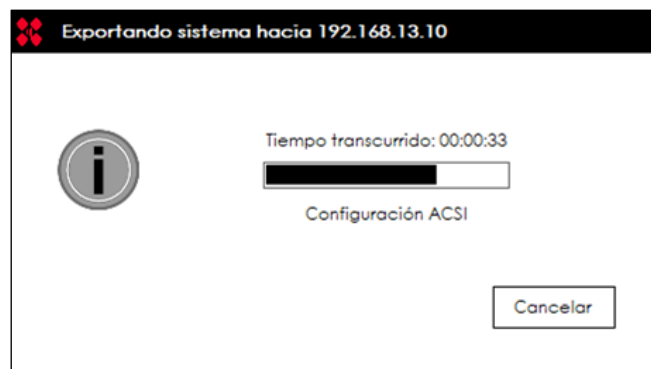 Exportando sistema hacia 192.168.13.10
Tiempo transcurrido: 00:00:33
Configuración ACSI
Cancelar